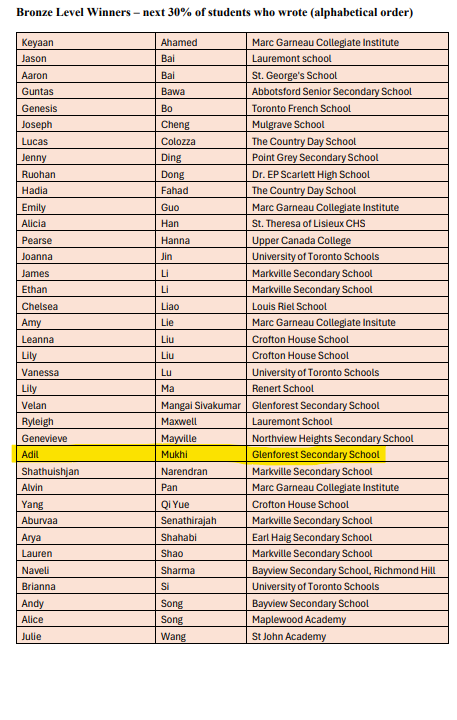 Bronze Level Winners – next 30% of students who wrote (alphabetical order)
Keyaan Ahamed Marc Garneau Collegiate Institute
Jason Bai Lauremont school
Aaron Bai St. George's School
Guntas Bawa Abbotsford Senior Secondary School
Genesis Bo Toronto French School
Joseph Cheng Mulgrave School
Lucas Colozza The Country Day School
Jenny Ding Point Grey Secondary School
Ruohan Dong Dr. EP Scarlett High School
Hadia Fahad The Country Day School
Emily Guo Marc Garneau Collegiate Institute
Alicia Han St. Theresa of Lisieux CHS
Pearse Hanna Upper Canada College
Joanna Jin University of Toronto Schools
James Li Markville Secondary School
Ethan Li Markville Secondary School
Chelsea Liao Louis Riel School
Amy Lie Marc Garneau Collegiate Insitute
Leanna Liu Crofton House School
Lily Liu Crofton House School
Vanessa Lu University of Toronto Schools
Lily Ma Renert School
Velan Mangai Sivakumar Glenforest Secondary School
Ryleigh Maxwell Lauremont School
Genevieve Mayville Northview Heights Secondary School
Adil Mukhi Glenforest Secondary School
Shathuishjan Narendran Markville Secondary School
Alvin Pan Marc Garneau Collegiate Institute
Yang Qi Yue Crofton House School
Aburvaa Senathirajah Markville Secondary School
Arya Shahabi Earl Haig Secondary School
Lauren Shao Markville Secondary School
Naveli Sharma Bayview Secondary School, Richmond Hill
Brianna Si University of Toronto Schools
Andy Song Bayview Secondary School
Alice Song Maplewood Academy
Julie Wang St John Academy